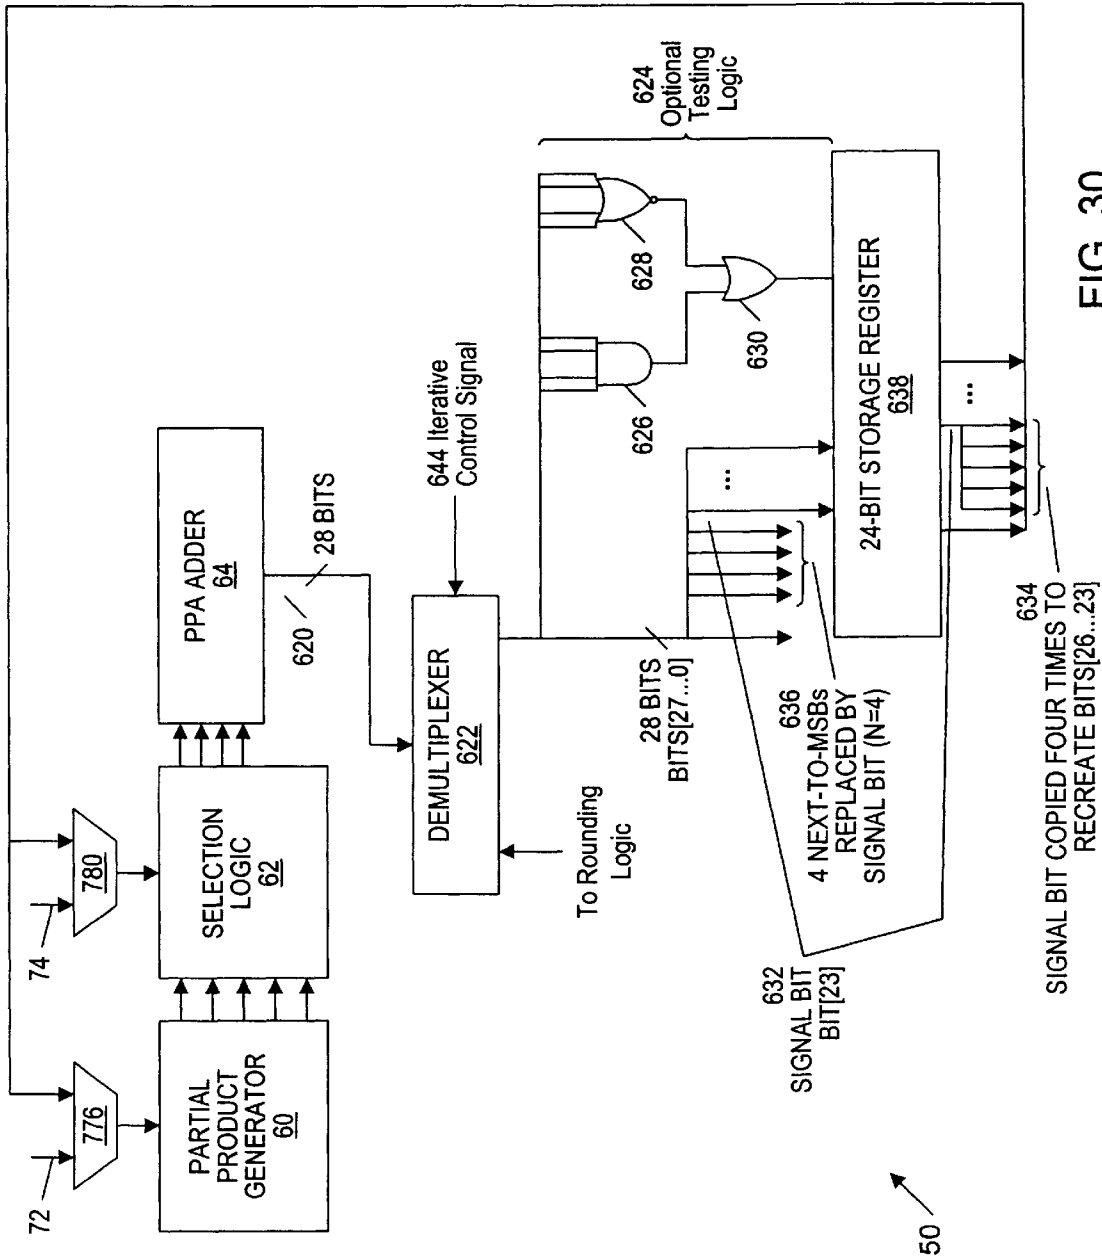 72
776
PARTIAL
PRODUCT
GENERATOR
60
74
780
SELECTION
LOGIC
62
PPA ADDER
64
620
28 BITS
644 Iterative
Control Signal
DEMULTIPLEXER
622
To Rounding
Logic
28 BITS
BITS[27...0]
624
Optional
Testing
Logic
626
628
630
636
4 NEXT-TO-MSBs
REPLACED BY
SIGNAL BIT (N=4)
...
632
SIGNAL BIT
BIT[23]
24-BIT STORAGE REGISTER
638
...
634
SIGNAL BIT COPIED FOUR TIMES TO
RECREATE BITS[26...23]
50
FIG. 30